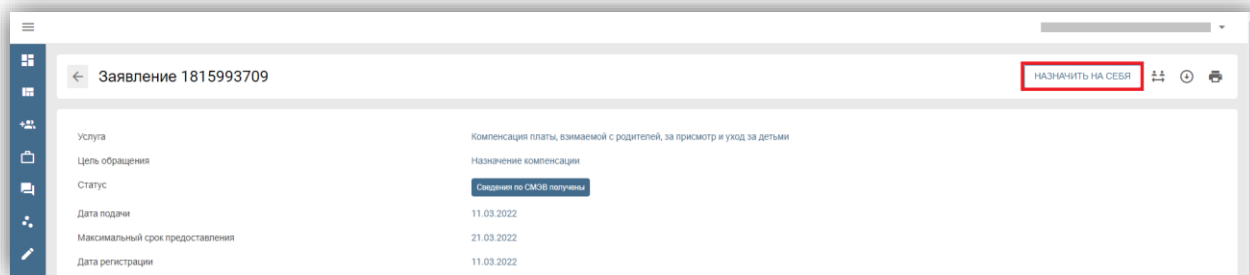 Заявление 1815993709
НАЗНАЧИТЬ НА СЕБЯ
Услуга
Компенсация платы, взимаемой с родителей, за присмотр и уход за детьми
Цель обращения
Назначение компенсации
Статус
Сведения по СМЭВ получены
Дата подачи
11.03.2022
Максимальный срок предоставления
21.03.2022
Дата регистрации
11.03.2022